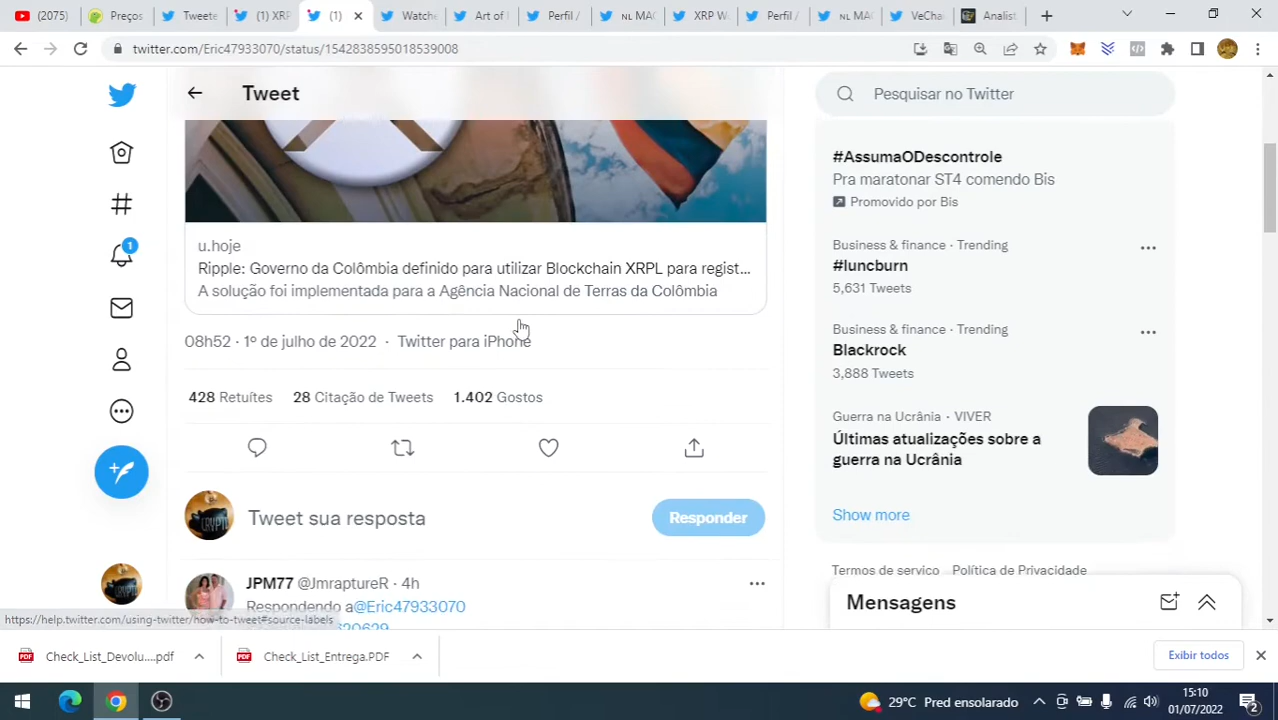 (2075)
Preços
Tweete
(1) XRP
(1)
Watche
Art of
Perfil /
NL MAC
XRP W
Perfil /
NL MAC
VeCha
Analist
twitter.com/Eric47933070/status/1542838595018539008
Tweet
Pesquisar no Twitter
#AssumaODescontrole
Pra maratonar ST4 comendo Bis
Promovido por Bis
u.hoje
Ripple: Governo da Colômbia definido para utilizar Blockchain XRPL para regist...
A solução foi implementada para a Agência Nacional de Terras da Colômbia
08h52 · 1º de julho de 2022 · Twitter para iPhone
428 Retuítes 28 Citação de Tweets 1.402 Gostos
Business & finance · Trending
#luncburn
5,631 Tweets
Business & finance · Trending
Blackrock
3,888 Tweets
Guerra na Ucrânia · VIVER
Últimas atualizações sobre a
guerra na Ucrânia
Show more
1
Tweet sua resposta
Responder
JPM77 @JmraptureR · 4h
Respondendo a@Eric47933070
Termos de serviço Política de Privacidade
Mensagens
https://help.twitter.com/using-twitter/how-to-tweet#source-labels
Check_List_Devolu....pdf
Check_List_Entrega.PDF
Exibir todos
29°C Pred ensolarado
15:10
01/07/2022
2